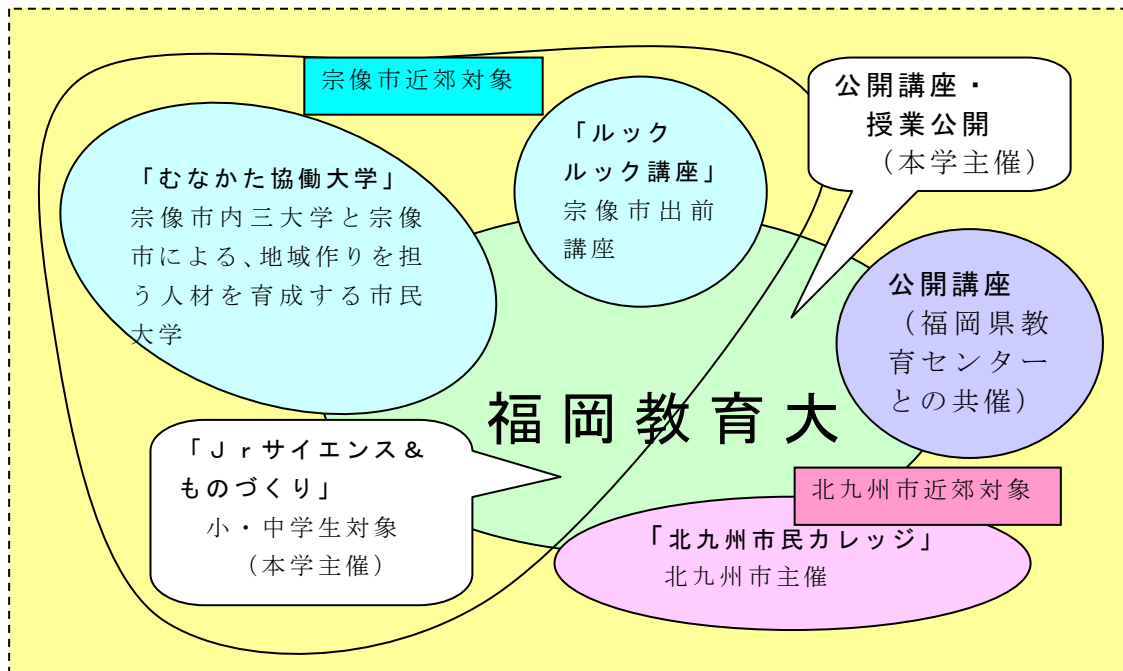 宗像市近郊対象
「むなかた協働大学」
宗像市内三大学と宗像
市による、地域作りを担
う人材を育成する市民
大学
「ルック
ルック講座」
宗像市出前
講座
公開講座・
授業公開
（本学主催）
公開講座
（福岡県教
育センター
との共催）
福岡教育大
「Ｊｒサイエンス＆
ものづくり」
小・中学生対象
（本学主催）
北九州市近郊対象
「北九州市民カレッジ」
北九州市主催